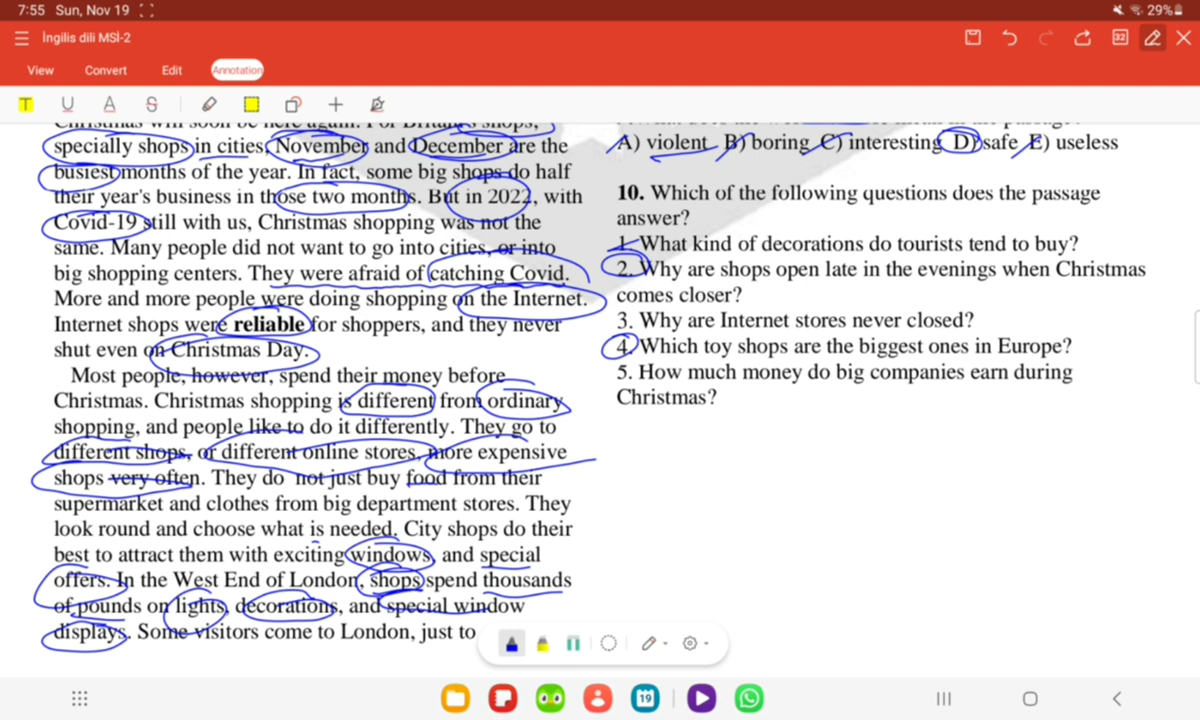 7:55 Sun, Nov 19
29%
İngilis dili MSİ-2
32
View Convert Edit Annotation
T U A S
Christmas will soon be here again. For Britain's shops,
specially shops in cities, November and December are the
busiest months of the year. In fact, some big shops do half
their year's business in those two months. But in 2022, with
Covid-19 still with us, Christmas shopping was not the
same. Many people did not want to go into cities, or into
big shopping centers. They were afraid of catching Covid.
More and more people were doing shopping on the Internet.
Internet shops were reliable for shoppers, and they never
shut even on Christmas Day.
Most people, however, spend their money before
Christmas. Christmas shopping is different from ordinary
shopping, and people like to do it differently. They go to
different shops, or different online stores, more expensive
shops very often. They do not just buy food from their
supermarket and clothes from big department stores. They
look round and choose what is needed. City shops do their
best to attract them with exciting windows, and special
offers. In the West End of London, shops spend thousands
of pounds on lights, decorations, and special window
displays. Some visitors come to London, just to
A) violent B) boring C) interesting D) safe E) useless
10. Which of the following questions does the passage
answer?
1. What kind of decorations do tourists tend to buy?
2. Why are shops open late in the evenings when Christmas
comes closer?
3. Why are Internet stores never closed?
4. Which toy shops are the biggest ones in Europe?
5. How much money do big companies earn during
Christmas?
19